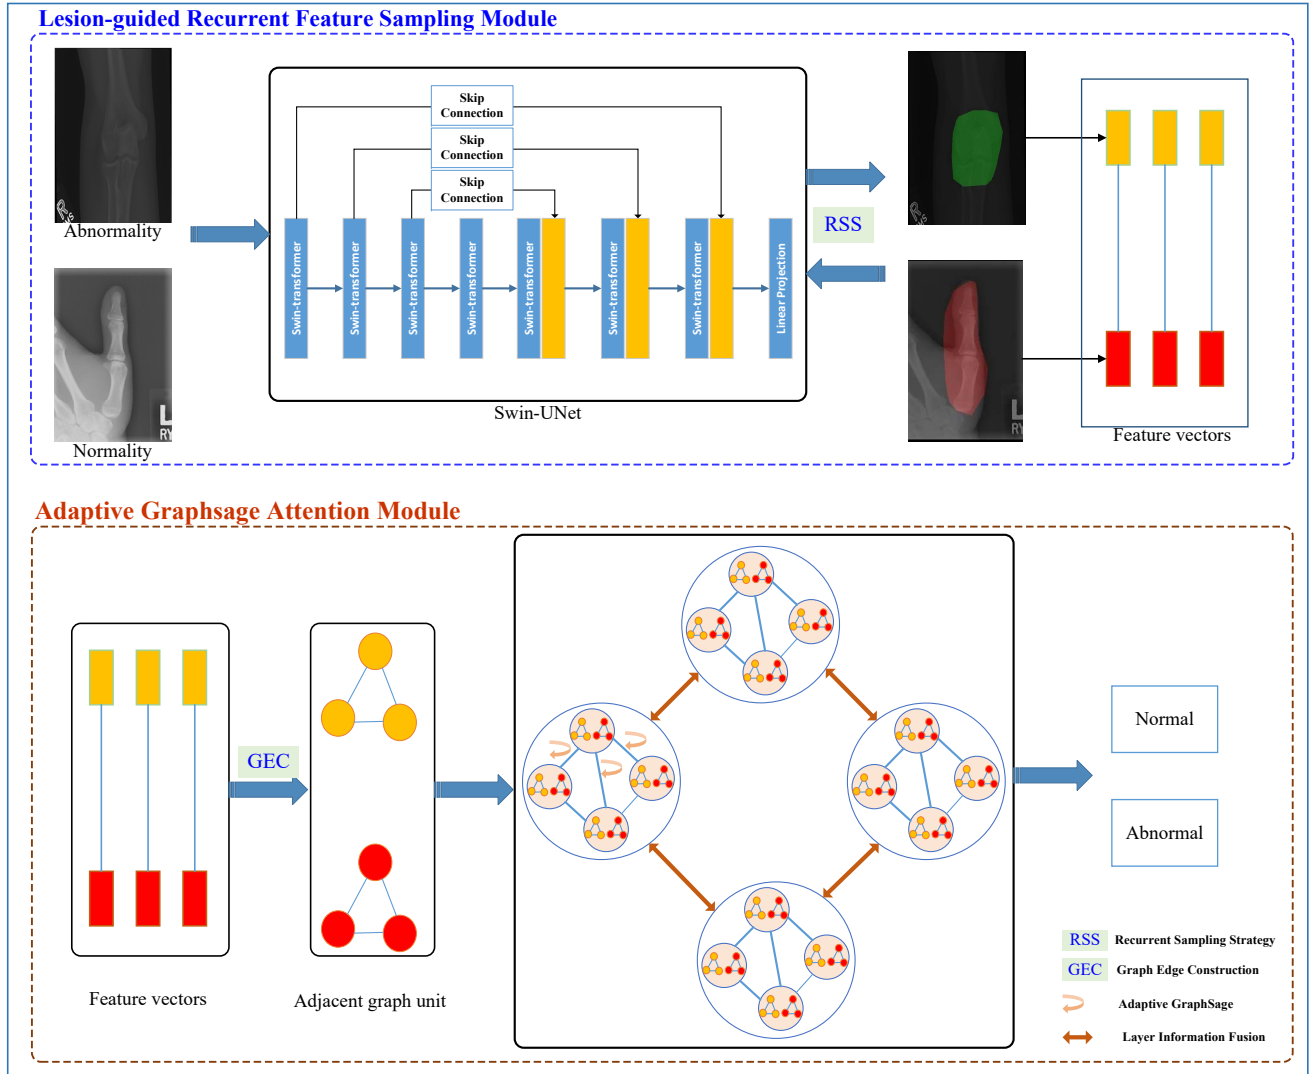 Lesion-guided Recurrent Feature Sampling Module
Abnormality
Normality
Skip
Connection
Skip
Connection
Skip
Connection
Swin-transformer
Swin-transformer
Swin-transformer
Swin-transformer
Swin-transformer
Swin-transformer
Swin-transformer
Linear Projection
Swin-UNet
RSS
L
RY
Feature vectors
Adaptive Graphsage Attention Module
GEC
Feature vectors
Adjacent graph unit
Normal
Abnormal
RSS Recurrent Sampling Strategy
GEC Graph Edge Construction
Adaptive GraphSage
Layer Information Fusion